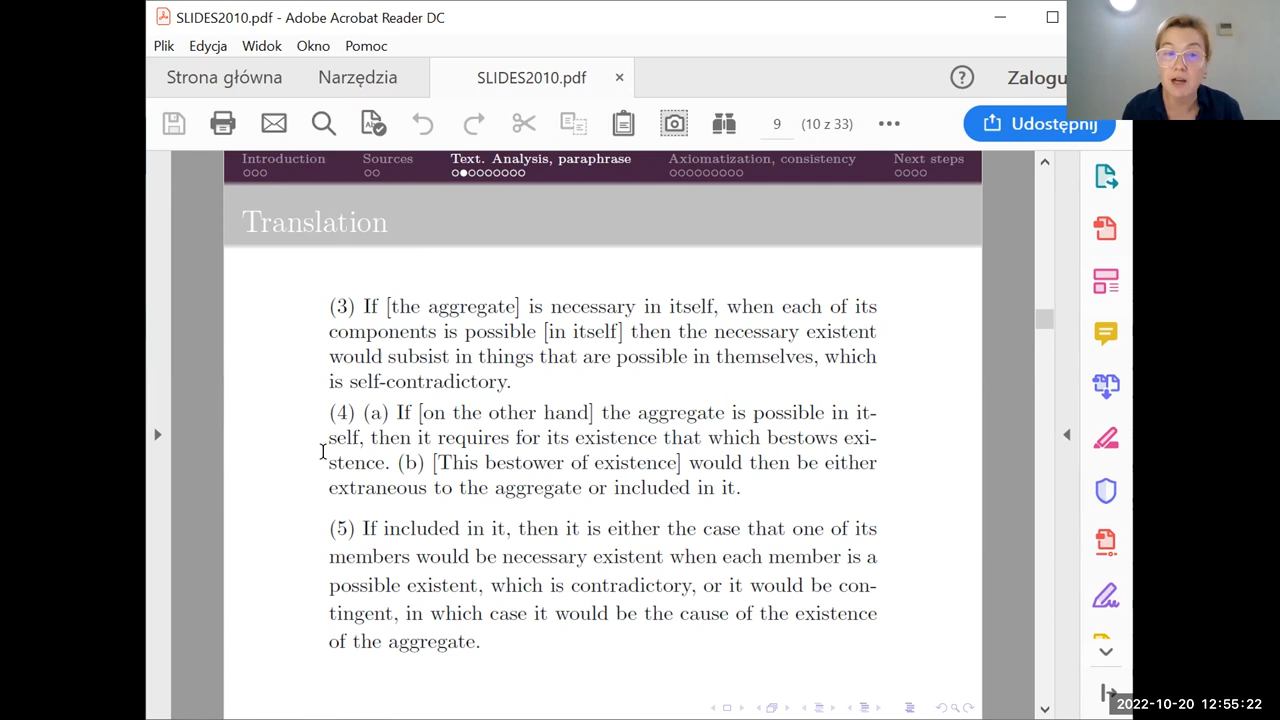 SLIDES2010.pdf - Adobe Acrobat Reader DC
Plik Edycja Widok Okno Pomoc
Strona główna Narzędzia SLIDES2010.pdf × ? Zalogu
9 (10 z 33) Udostępnij
Introduction Sources Text. Analysis, paraphrase Axiomatization, consistency Next steps
Translation
(3) If [the aggregate] is necessary in itself, when each of its
components is possible [in itself] then the necessary existent
would subsist in things that are possible in themselves, which
is self-contradictory.
(4) (a) If [on the other hand] the aggregate is possible in it-
self, then it requires for its existence that which bestows exi-
stence. (b) [This bestower of existence] would then be either
extraneous to the aggregate or included in it.
(5) If included in it, then it is either the case that one of its
members would be necessary existent when each member is a
possible existent, which is contradictory, or it would be con-
tingent, in which case it would be the cause of the existence
of the aggregate.
2022-10-20 12:55:22